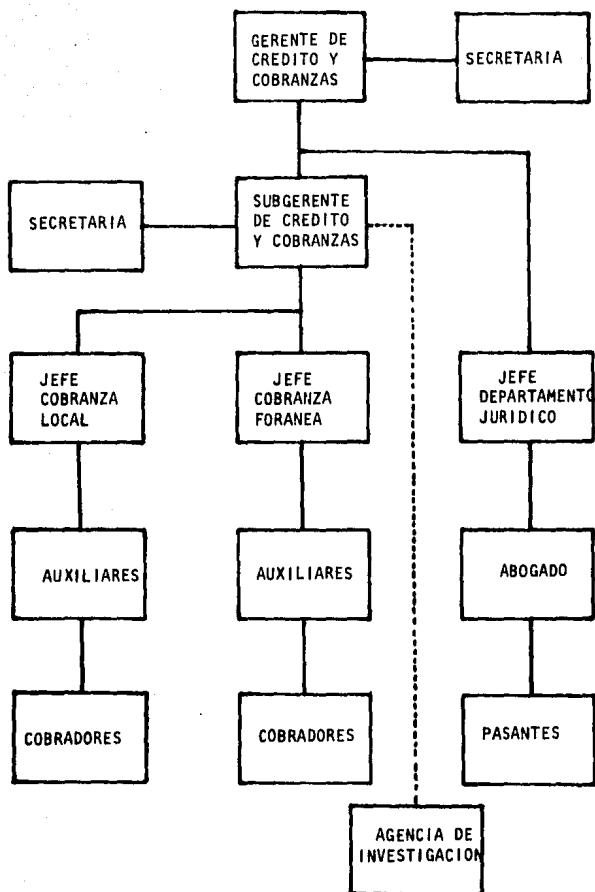 GERENTE DE
CREDITO Y
COBRANZAS
SECRETARIA
SECRETARIA
SUBGERENTE
DE CREDITO
Y COBRANZAS
JEFE
COBRANZA
LOCAL
JEFE
COBRANZA
FORANEA
JEFE
DEPARTAMENTO
JURIDICO
AUXILIARES
AUXILIARES
ABOGADO
COBRADORES
COBRADORES
PASANTES
AGENCIA DE
INVESTIGACION